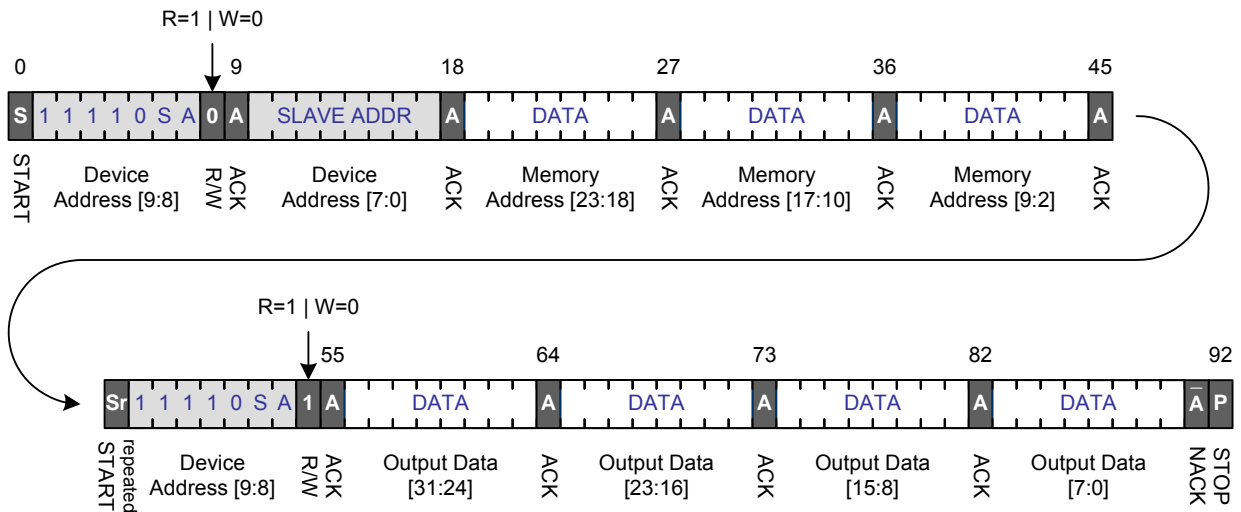 R=1 | W=0
0 9 18 27 36 45
S 1 1 1 1 0 S A 0 A SLAVE ADDR A DATA A DATA A DATA A
START Device Address [9:8] R/W ACK Device Address [7:0] ACK Memory Address [23:18] ACK Memory Address [17:10] ACK Memory Address [9:2] ACK
R=1 | W=0
55 64 73 82 92
Sr 1 1 1 1 0 S A 1 A DATA A DATA A DATA A DATA A̅ P
repeated START Device Address [9:8] R/W ACK Output Data [31:24] ACK Output Data [23:16] ACK Output Data [15:8] ACK Output Data [7:0] NACK STOP